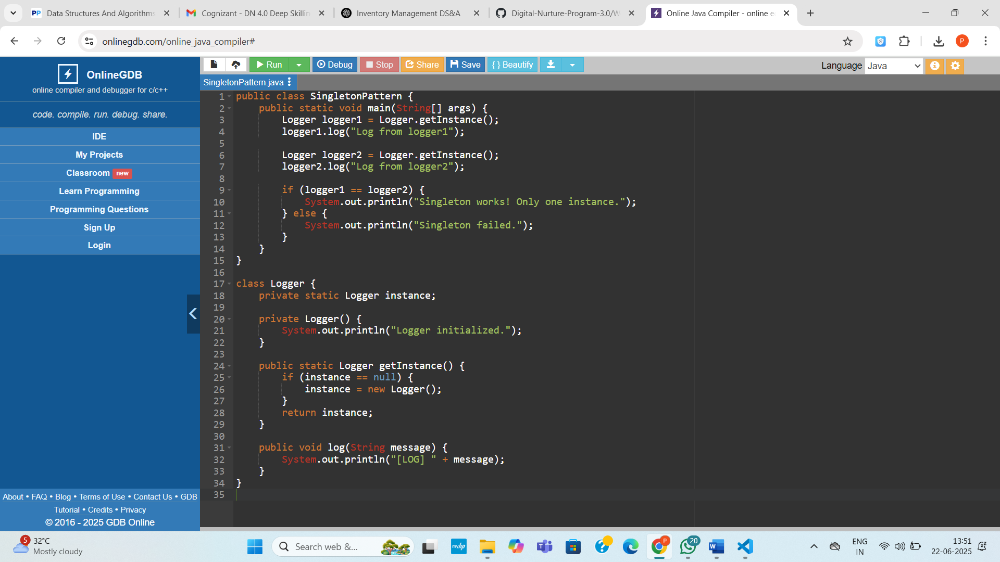 Data Structures And Algorithms
Cognizant - DN 4.0 Deep Skillin
Inventory Management DS&A
Digital-Nurture-Program-3.0/W
Online Java Compiler - online e
onlinegdb.com/online_java_compiler#
P
OnlineGDB
online compiler and debugger for c/c++
code. compile. run. debug. share.
IDE
My Projects
Classroom new
Learn Programming
Programming Questions
Sign Up
Login
About • FAQ • Blog • Terms of Use • Contact Us • GDB
Tutorial • Credits • Privacy
© 2016 - 2025 GDB Online
Run
Debug
Stop
Share
Save
{ } Beautify
Language Java
SingletonPattern.java
1 public class SingletonPattern {
2     public static void main(String[] args) {
3         Logger logger1 = Logger.getInstance();
4         logger1.log("Log from logger1");
5
6         Logger logger2 = Logger.getInstance();
7         logger2.log("Log from logger2");
8
9         if (logger1 == logger2) {
10             System.out.println("Singleton works! Only one instance.");
11         } else {
12             System.out.println("Singleton failed.");
13         }
14     }
15 }
16
17 class Logger {
18     private static Logger instance;
19
20     private Logger() {
21         System.out.println("Logger initialized.");
22     }
23
24     public static Logger getInstance() {
25         if (instance == null) {
26             instance = new Logger();
27         }
28         return instance;
29     }
30
31     public void log(String message) {
32         System.out.println("[LOG] " + message);
33     }
34 }
35
5
32°C
Mostly cloudy
Search web &...
myhp
P
20
ENG
IN
13:51
22-06-2025